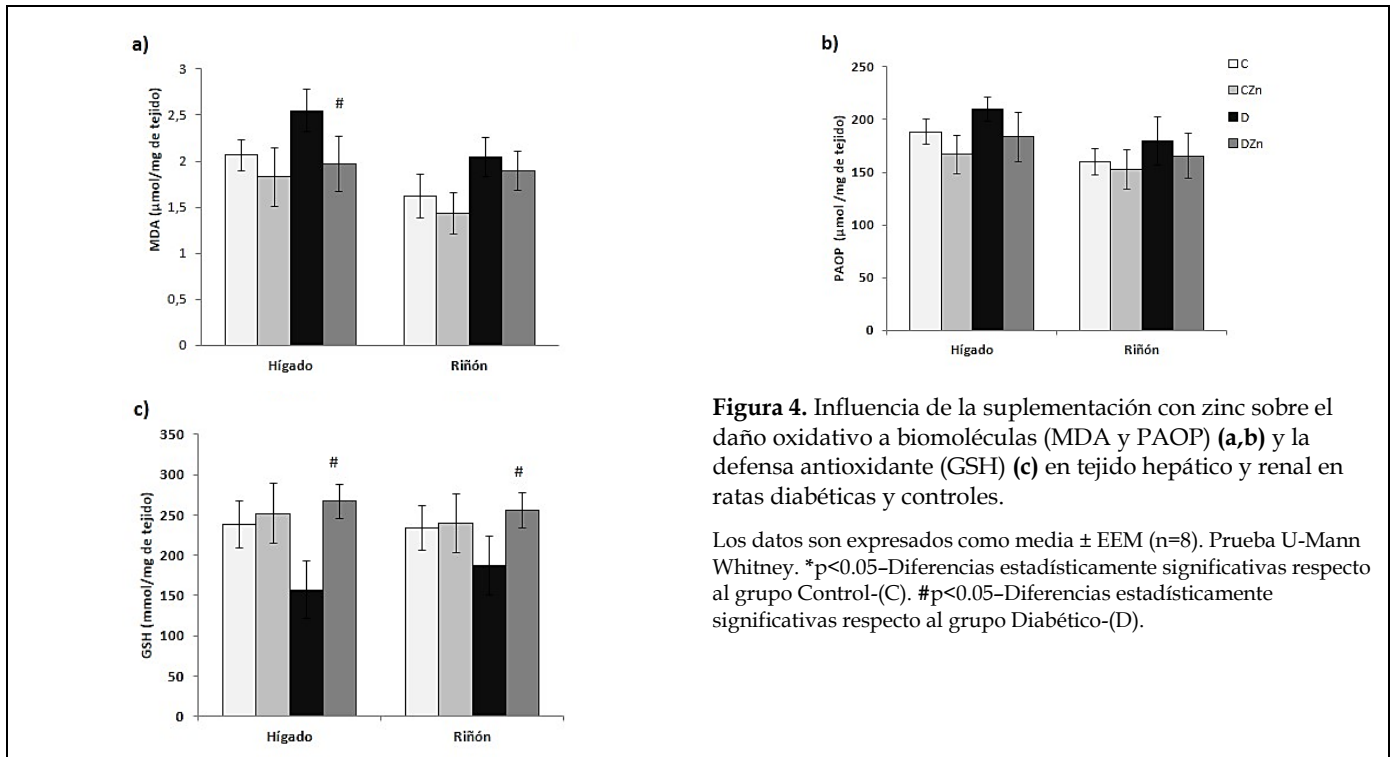 a)
MDA (µmol/mg de tejido)
3
2,5
2
1,5
1
0,5
0
#
Hígado
Riñón
b)
PAOP (µmol /mg de tejido)
250
200
150
100
50
0
Hígado
Riñón
C
CZn
D
DZn
c)
GSH (mmol/mg de tejido)
350
300
250
200
150
100
50
0
#
#
Hígado
Riñón
Figura 4. Influencia de la suplementación con zinc sobre el
daño oxidativo a biomoléculas (MDA y PAOP) (a,b) y la
defensa antioxidante (GSH) (c) en tejido hepático y renal en
ratas diabéticas y controles.
Los datos son expresados como media ± EEM (n=8). Prueba U-Mann
Whitney. *p<0.05–Diferencias estadísticamente significativas respecto
al grupo Control-(C). #p<0.05–Diferencias estadísticamente
significativas respecto al grupo Diabético-(D).